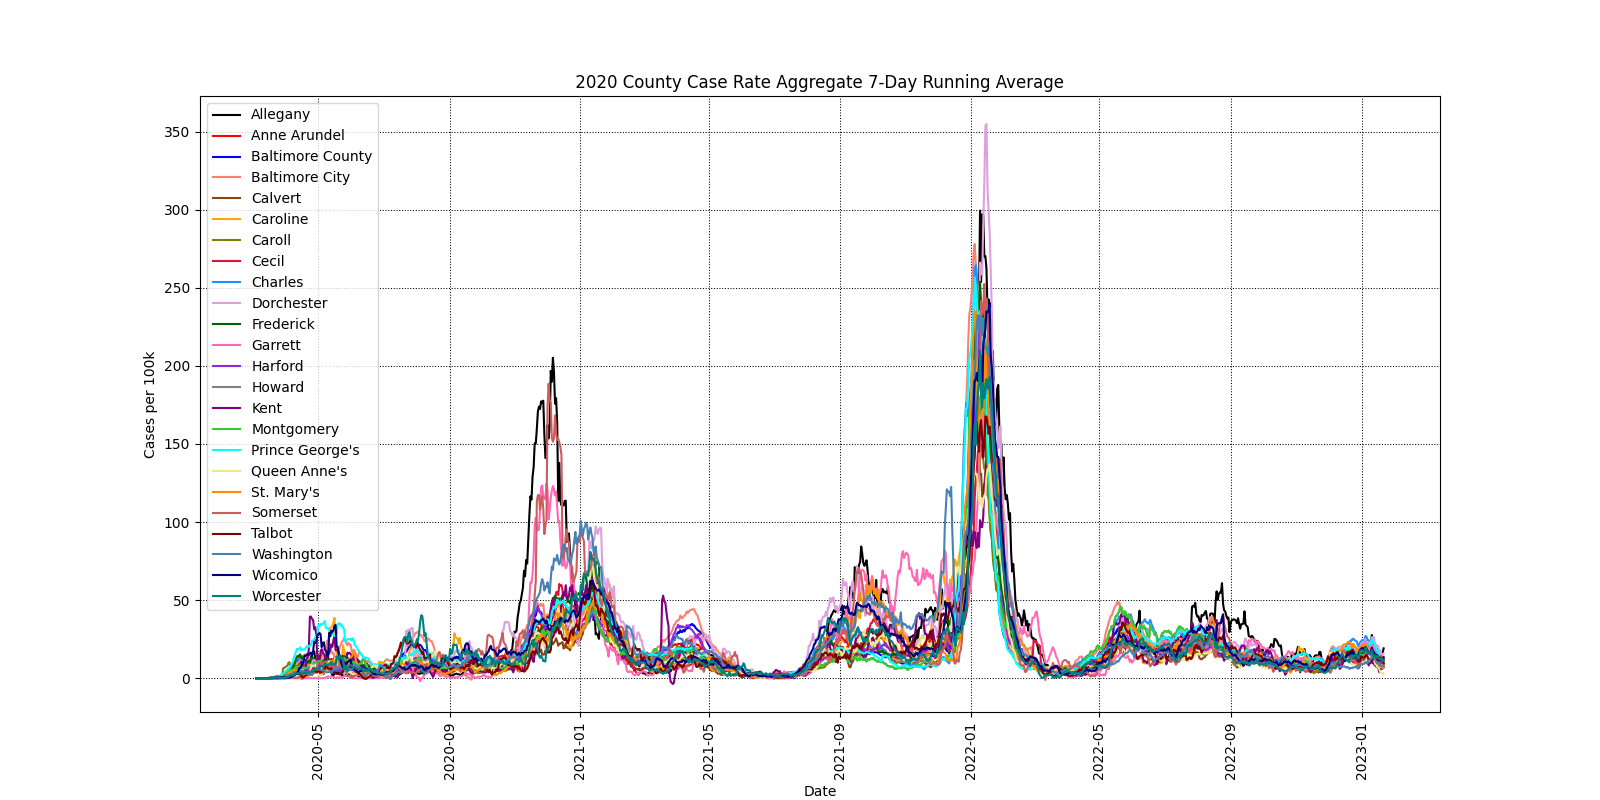 2020 County Case Rate Aggregate 7-Day Running Average
Cases per 100k
350
300
250
200
150
100
50
0
Allegany
Anne Arundel
Baltimore County
Baltimore City
Calvert
Caroline
Caroll
Cecil
Charles
Dorchester
Frederick
Garrett
Harford
Howard
Kent
Montgomery
Prince George's
Queen Anne's
St. Mary's
Somerset
Talbot
Washington
Wicomico
Worcester
2020-05
2020-09
2021-01
2021-05
2021-09
2022-01
2022-05
2022-09
2023-01
Date